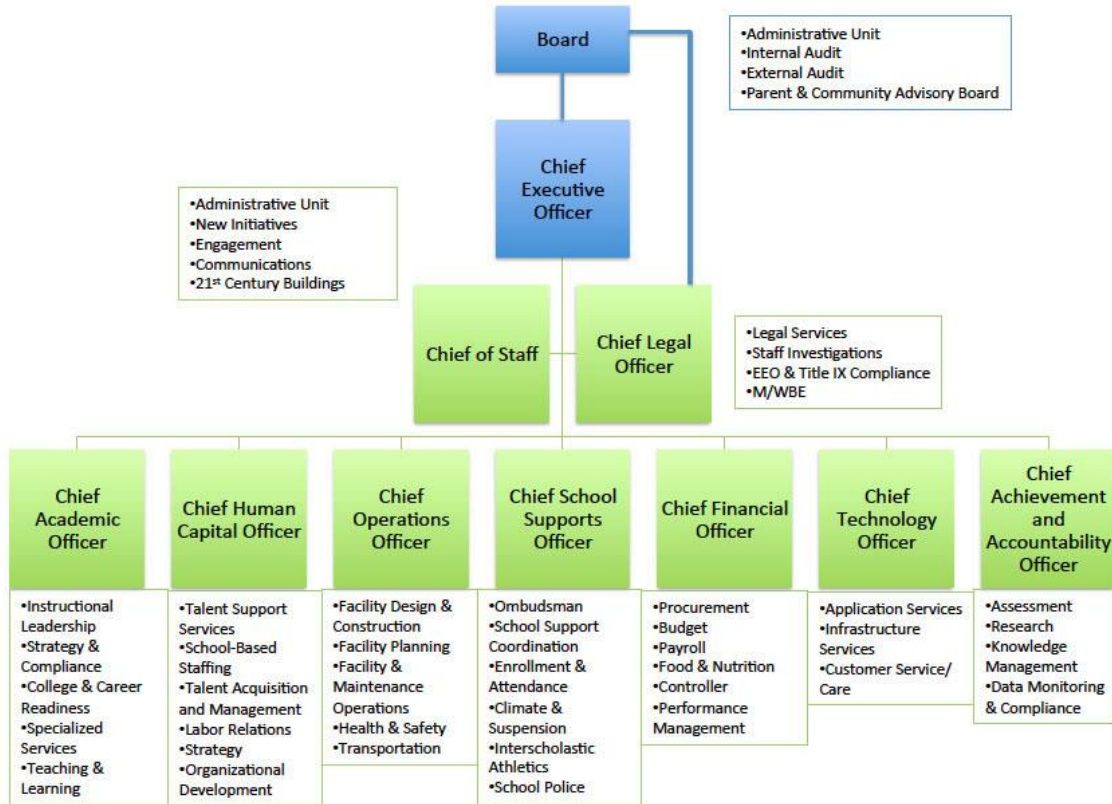 Board
•Administrative Unit
•Internal Audit
•External Audit
•Parent & Community Advisory Board
Chief
Executive
Officer
•Administrative Unit
•New Initiatives
•Engagement
•Communications
•21st Century Buildings
Chief of Staff
Chief Legal
Officer
•Legal Services
•Staff Investigations
•EEO & Title IX Compliance
•M/WBE
Chief
Academic
Officer
•Instructional
Leadership
•Strategy &
Compliance
•College & Career
Readiness
•Specialized
Services
•Teaching &
Learning
Chief Human
Capital Officer
•Talent Support
Services
•School-Based
Staffing
•Talent Acquisition
and Management
•Labor Relations
•Strategy
•Organizational
Development
Chief
Operations
Officer
•Facility Design &
Construction
•Facility Planning
•Facility &
Maintenance
Operations
•Health & Safety
•Transportation
Chief School
Supports
Officer
•Ombudsman
•School Support
Coordination
•Enrollment &
Attendance
•Climate &
Suspension
•Interscholastic
Athletics
•School Police
Chief Financial
Officer
•Procurement
•Budget
•Payroll
•Food & Nutrition
•Controller
•Performance
Management
Chief
Technology
Officer
•Application Services
•Infrastructure
Services
•Customer Service/
Care
Chief
Achievement
and
Accountability
Officer
•Assessment
•Research
•Knowledge
Management
•Data Monitoring
& Compliance